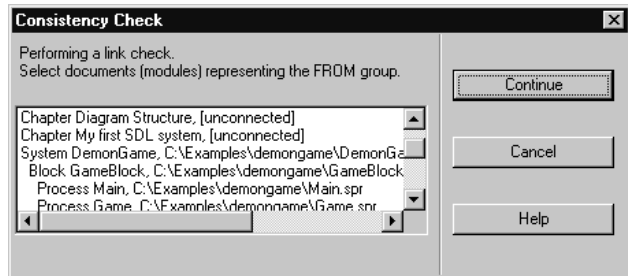 Consistency Check
Performing a link check.
Select documents (modules) representing the FROM group.
Chapter Diagram Structure, [unconnected]
Chapter My first SDL system, [unconnected]
System DemonGame, C:\Examples\demongame\DemonGa
Block GameBlock, C:\Examples\demongame\GameBlock
Process Main, C:\Examples\demongame\Main.spr
Process Game, C:\Examples\demongame\Game.spr
Continue
Cancel
Help